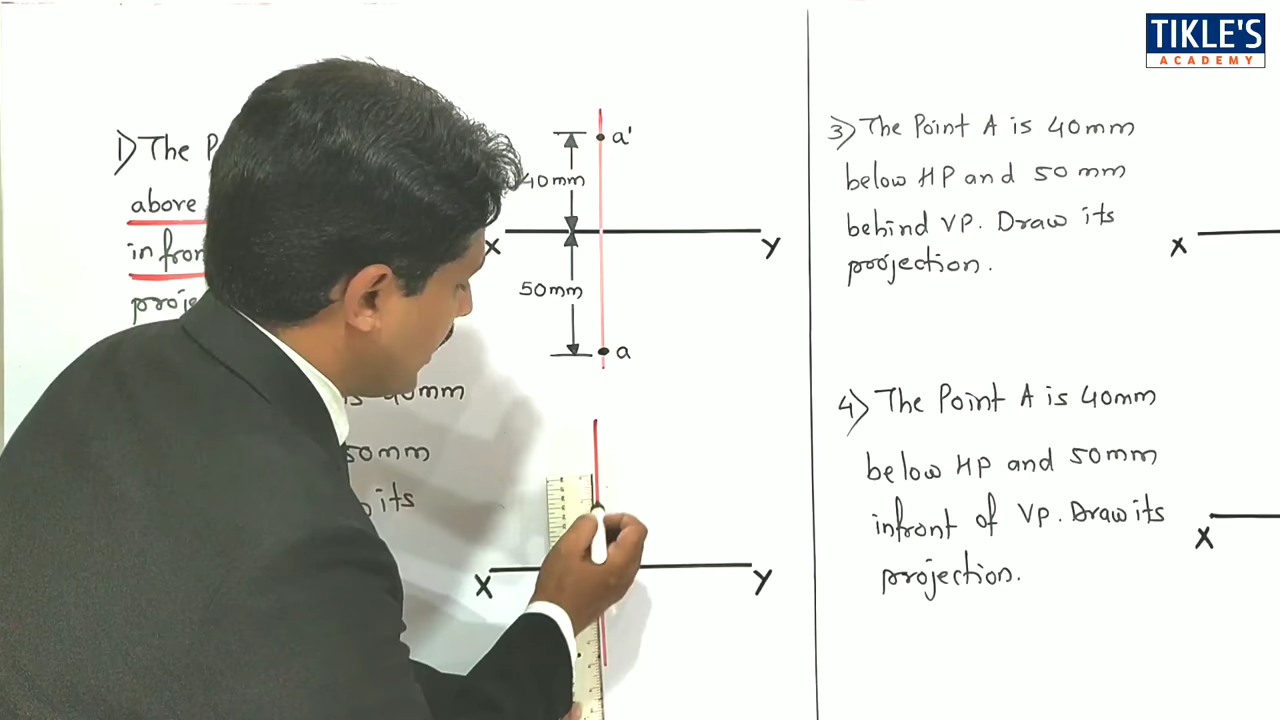 TIKLE'S
ACADEMY
1) The
above
in
40mm
50mm
its
a'
40mm
X
Y
50mm
a
X
Y
3) The Point A is 40mm
below HP and 50 mm
behind VP. Draw its
projection.
X
4) The Point A is 40mm
below HP and 50mm
infront of VP. Draw its
projection.
X